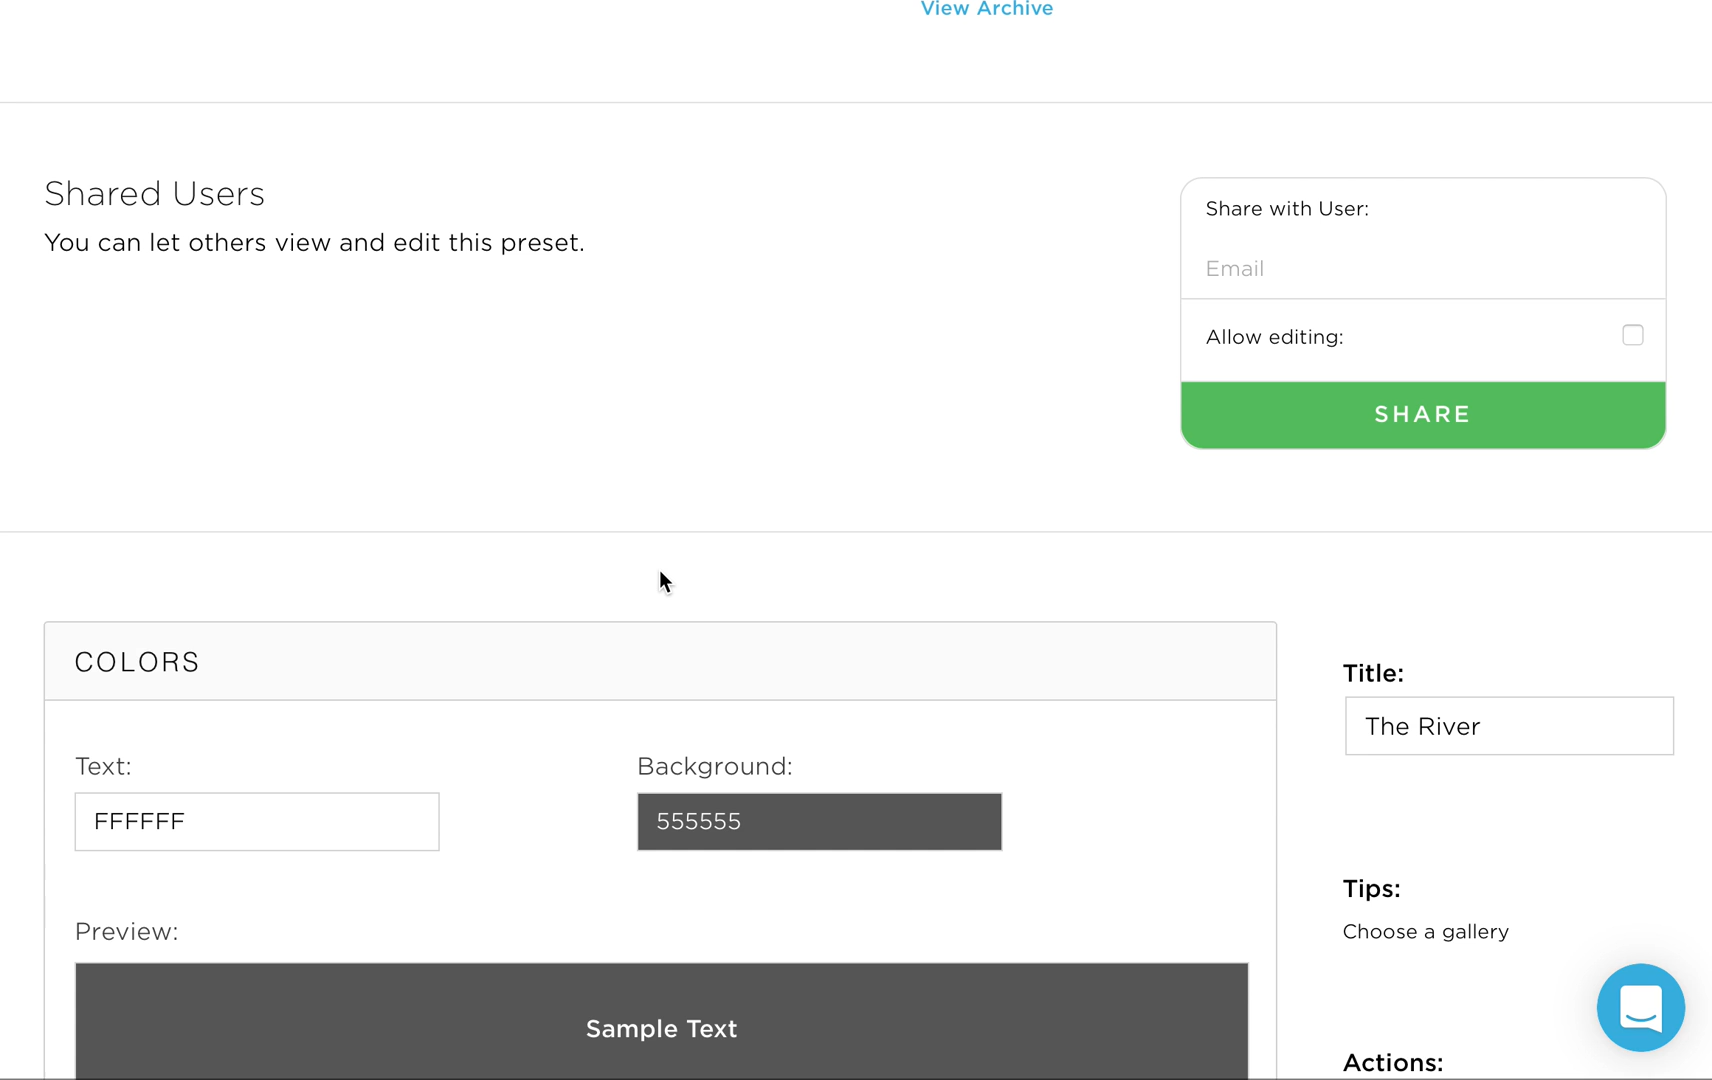 View Archive
Shared Users
You can let others view and edit this preset.
Share with User:
Email
Allow editing:
SHARE
COLORS
Text:
FFFFFF
Background:
555555
Preview:
Sample Text
Title:
The River
Tips:
Choose a gallery
Actions: